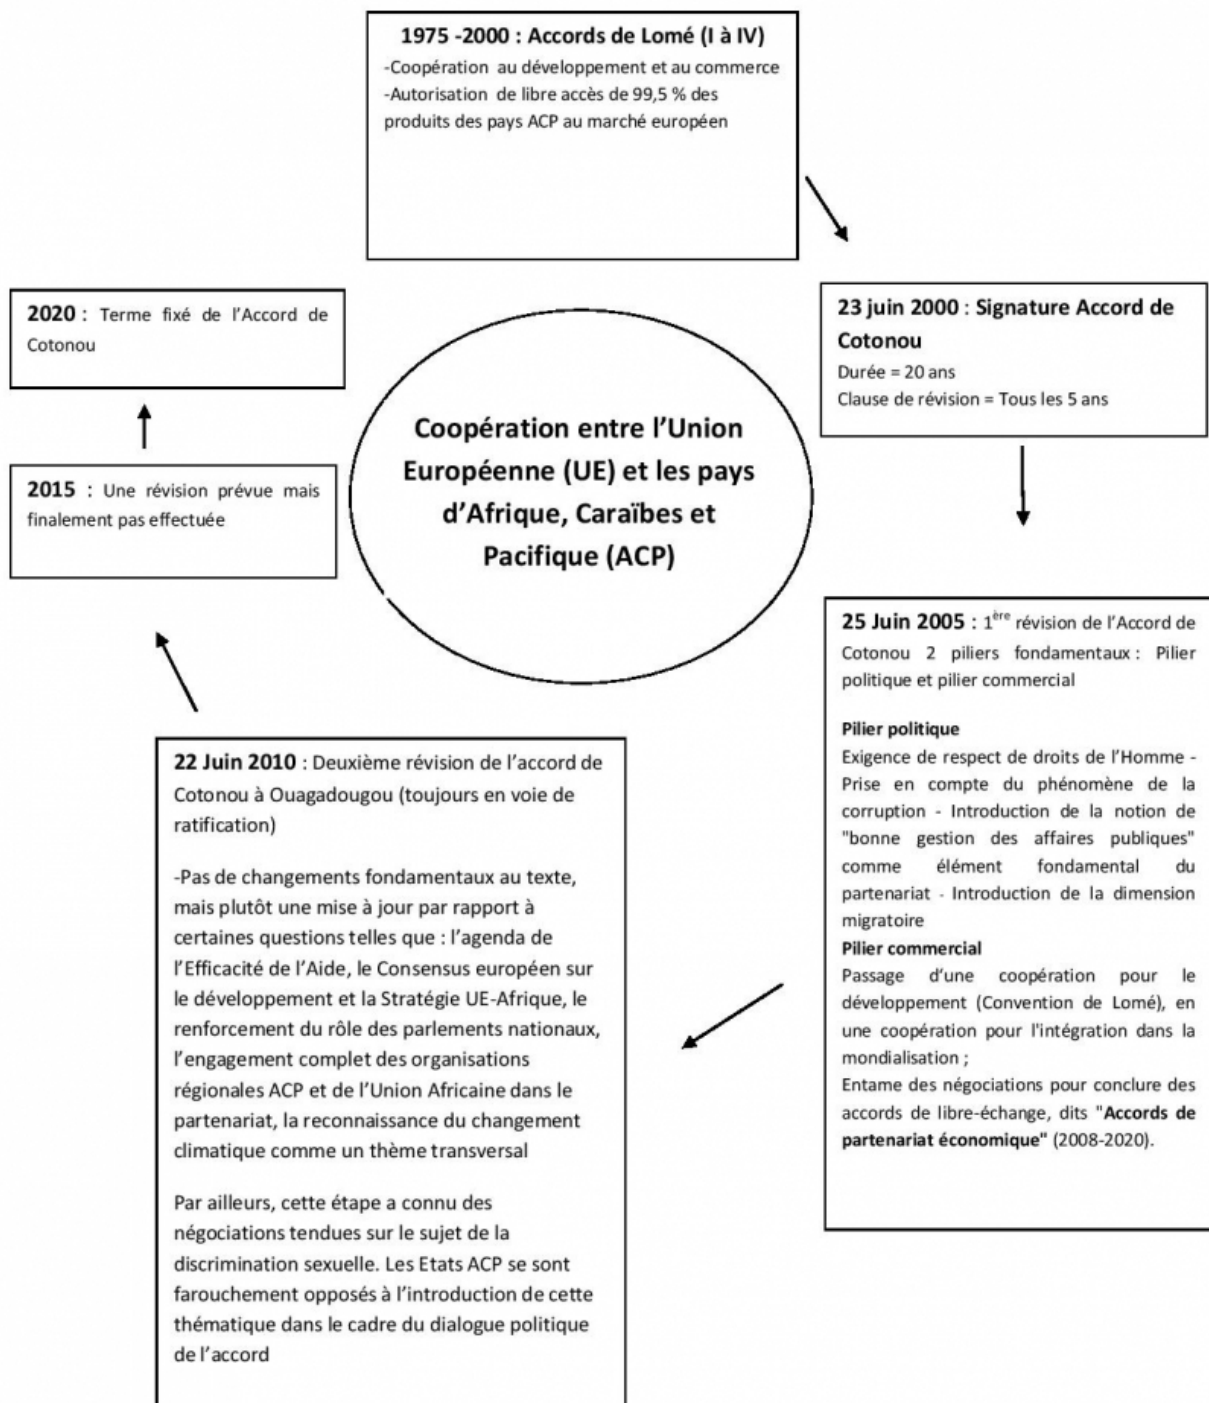 1975 -2000 : Accords de Lomé (I à IV)
-Coopération au développement et au commerce
-Autorisation de libre accès de 99,5 % des
produits des pays ACP au marché européen
23 juin 2000 : Signature Accord de
Cotonou
Durée = 20 ans
Clause de révision = Tous les 5 ans
25 Juin 2005 : 1ère révision de l'Accord de
Cotonou 2 piliers fondamentaux : Pilier
politique et pilier commercial
Pilier politique
Exigence de respect de droits de l'Homme -
Prise en compte du phénomène de la
corruption - Introduction de la notion de
"bonne gestion des affaires publiques"
comme élément fondamental du
partenariat - Introduction de la dimension
migratoire
Pilier commercial
Passage d'une coopération pour le
développement (Convention de Lomé), en
une coopération pour l'intégration dans la
mondialisation ;
Entame des négociations pour conclure des
accords de libre-échange, dits "Accords de
partenariat économique" (2008-2020).
22 Juin 2010 : Deuxième révision de l'accord de
Cotonou à Ouagadougou (toujours en voie de
ratification)
-Pas de changements fondamentaux au texte,
mais plutôt une mise à jour par rapport à
certaines questions telles que : l'agenda de
l'Efficacité de l'Aide, le Consensus européen sur
le développement et la Stratégie UE-Afrique, le
renforcement du rôle des parlements nationaux,
l'engagement complet des organisations
régionales ACP et de l'Union Africaine dans le
partenariat, la reconnaissance du changement
climatique comme un thème transversal
Par ailleurs, cette étape a connu des
négociations tendues sur le sujet de la
discrimination sexuelle. Les Etats ACP se sont
farouchement opposés à l'introduction de cette
thématique dans le cadre du dialogue politique
de l'accord
2015 : Une révision prévue mais
finalement pas effectuée
2020 : Terme fixé de l'Accord de
Cotonou
Coopération entre l'Union
Européenne (UE) et les pays
d'Afrique, Caraïbes et
Pacifique (ACP)